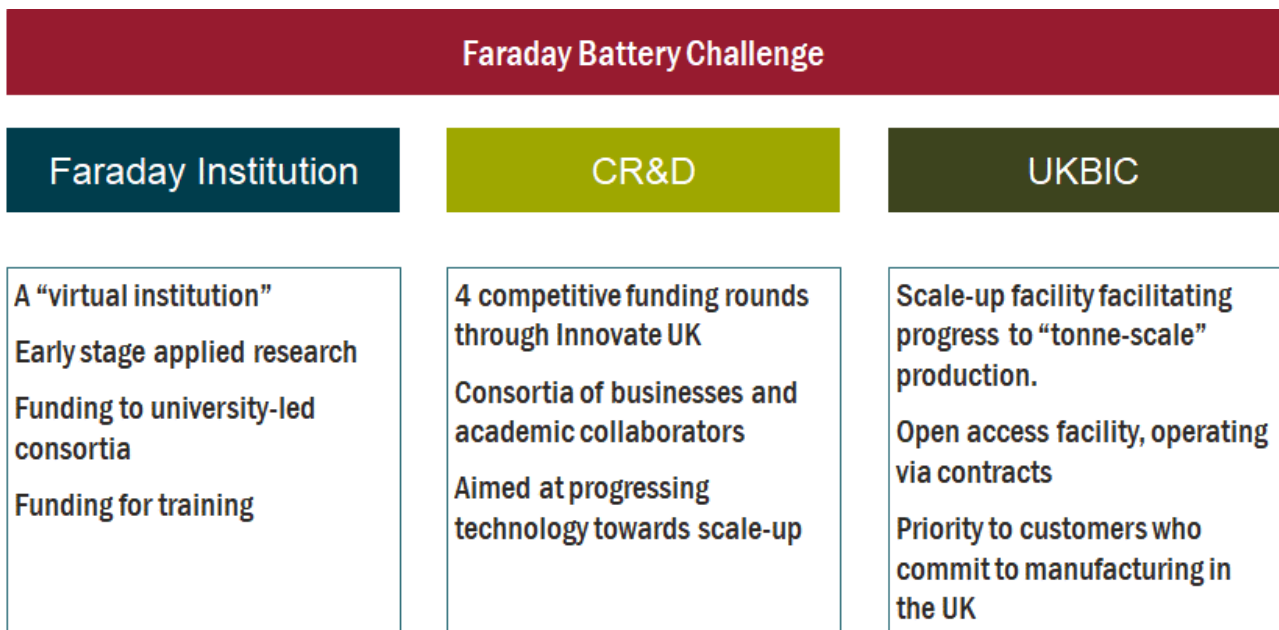 Faraday Battery Challenge
Faraday Institution
A “virtual institution”
Early stage applied research
Funding to university-led
consortia
Funding for training
CR&D
4 competitive funding rounds
through Innovate UK
Consortia of businesses and
academic collaborators
Aimed at progressing
technology towards scale-up
UKBIC
Scale-up facility facilitating
progress to “tonne-scale”
production.
Open access facility, operating
via contracts
Priority to customers who
commit to manufacturing in
the UK